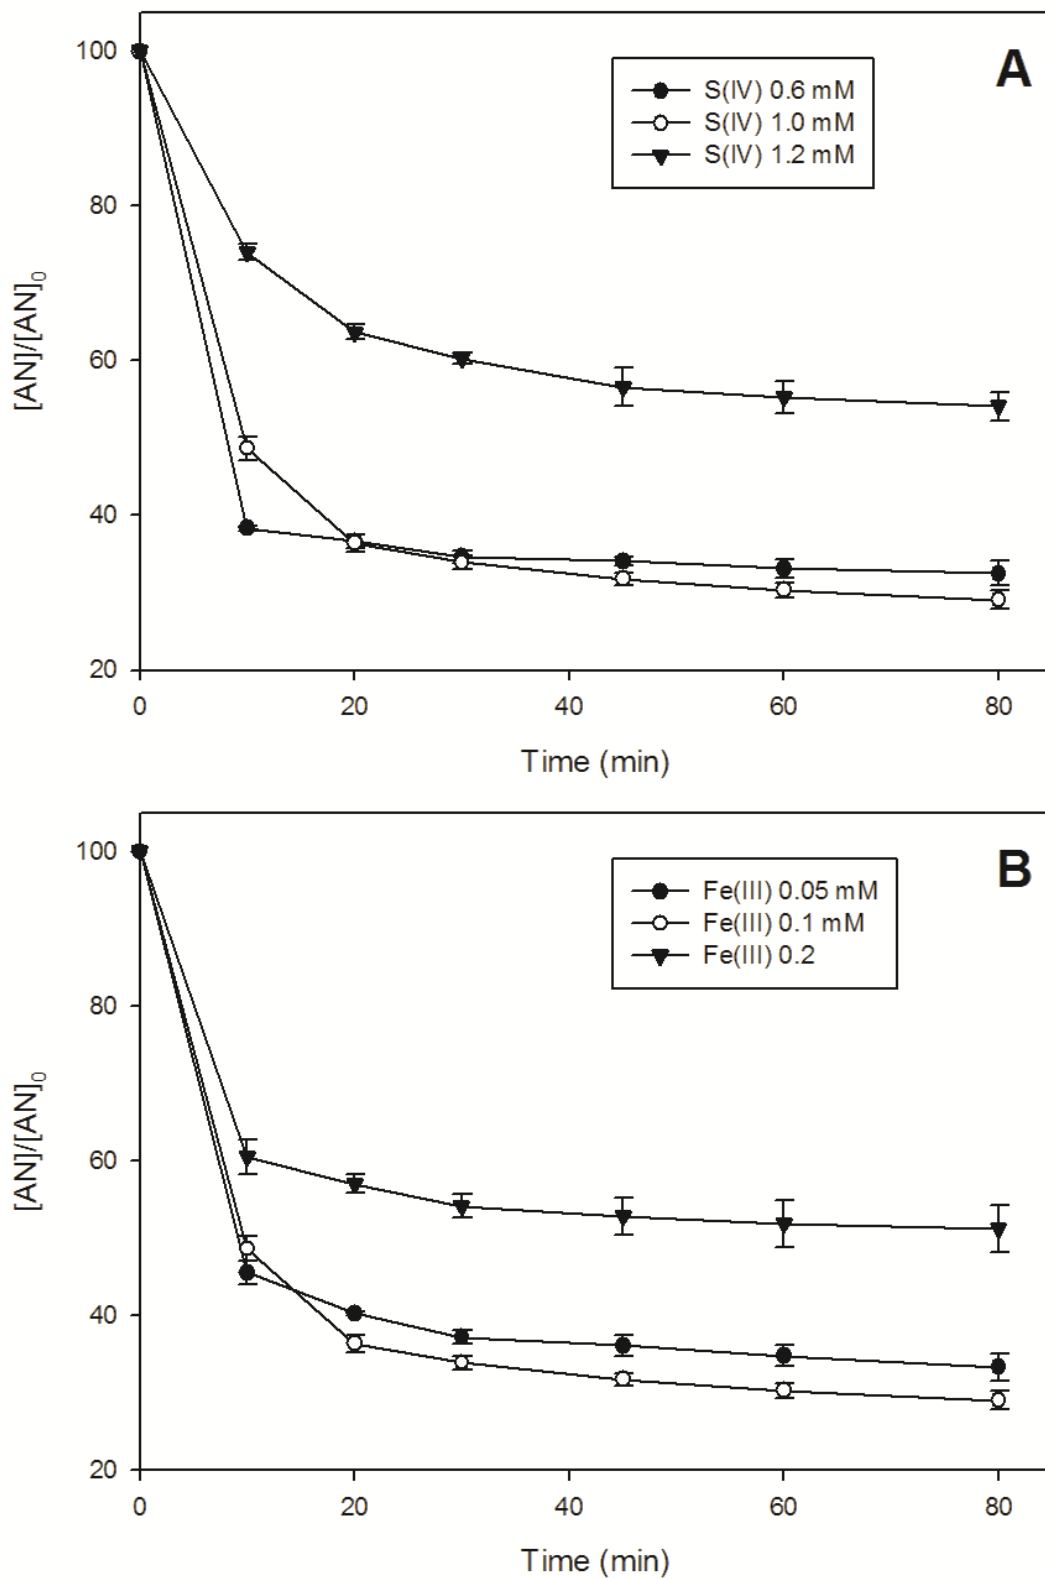 A
100
80
60
40
20
[AN]/[AN]₀
S(IV) 0.6 mM
S(IV) 1.0 mM
S(IV) 1.2 mM
0 20 40 60 80
Time (min)
B
100
80
60
40
20
[AN]/[AN]₀
Fe(III) 0.05 mM
Fe(III) 0.1 mM
Fe(III) 0.2
0 20 40 60 80
Time (min)